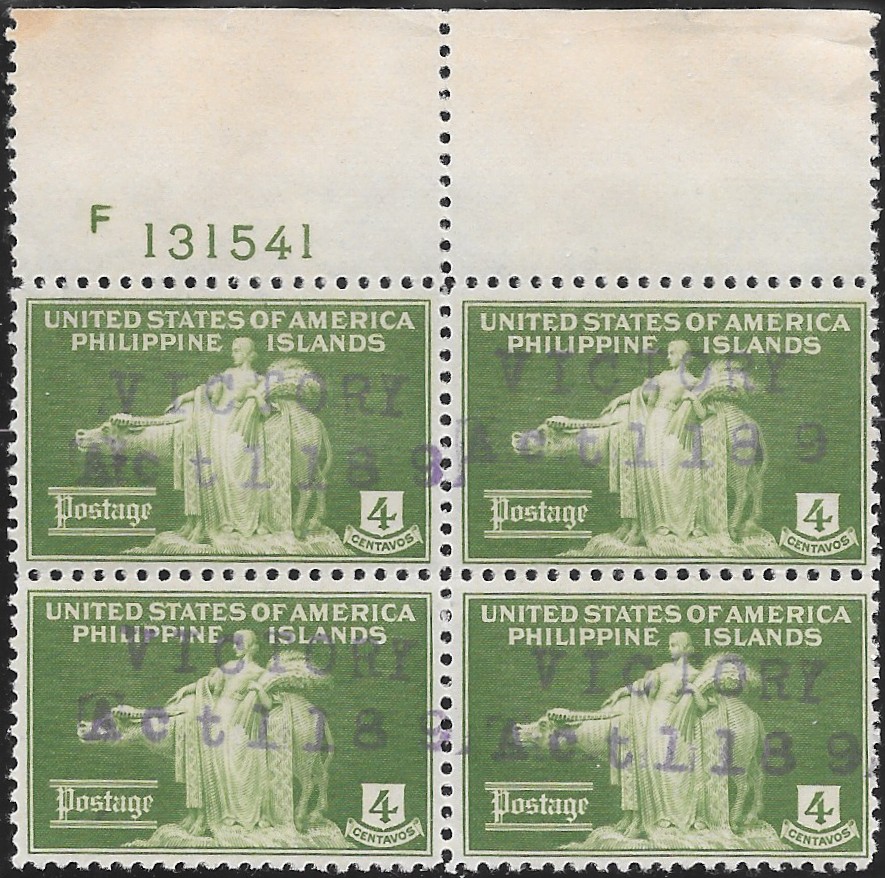 F 131541
UNITED STATES OF AMERICA
PHILIPPINE ISLANDS
VICTORY
Act 1189
Postage
4
CENTAVOS
UNITED STATES OF AMERICA
PHILIPPINE ISLANDS
VICTORY
Act 1189
Postage
4
CENTAVOS
UNITED STATES OF AMERICA
PHILIPPINE ISLANDS
VICTORY
Act 1189
Postage
4
CENTAVOS
UNITED STATES OF AMERICA
PHILIPPINE ISLANDS
VICTORY
Act 1189
Postage
4
CENTAVOS